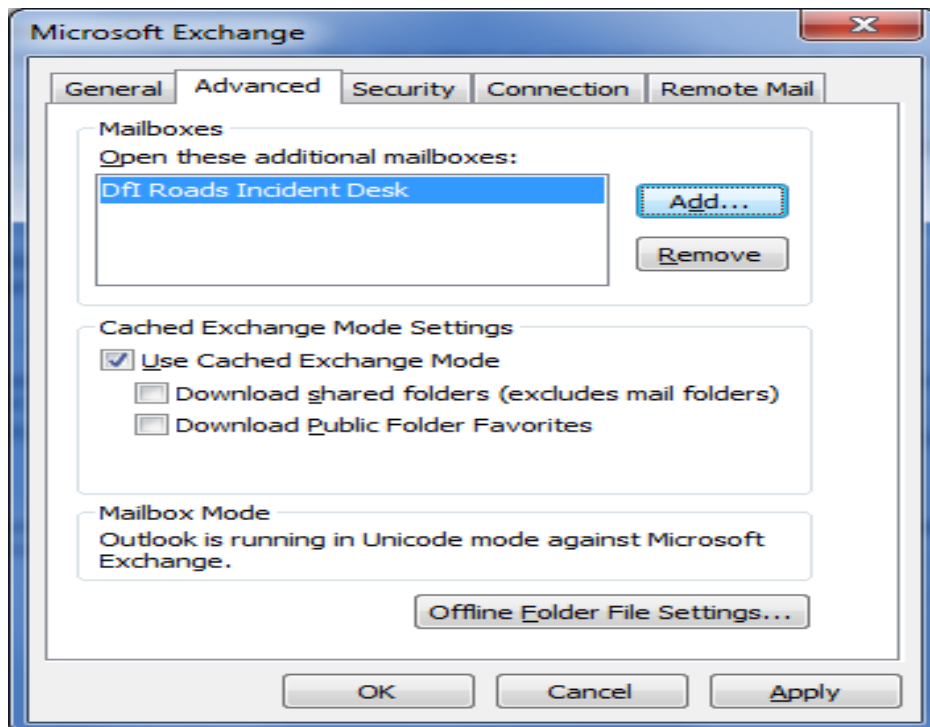 Microsoft Exchange
General Advanced Security Connection Remote Mail
Mailboxes
Open these additional mailboxes:
DfI Roads Incident Desk
Add...
Remove
Cached Exchange Mode Settings
Use Cached Exchange Mode
Download shared folders (excludes mail folders)
Download Public Folder Favorites
Mailbox Mode
Outlook is running in Unicode mode against Microsoft
Exchange.
Offline Folder File Settings...
OK Cancel Apply